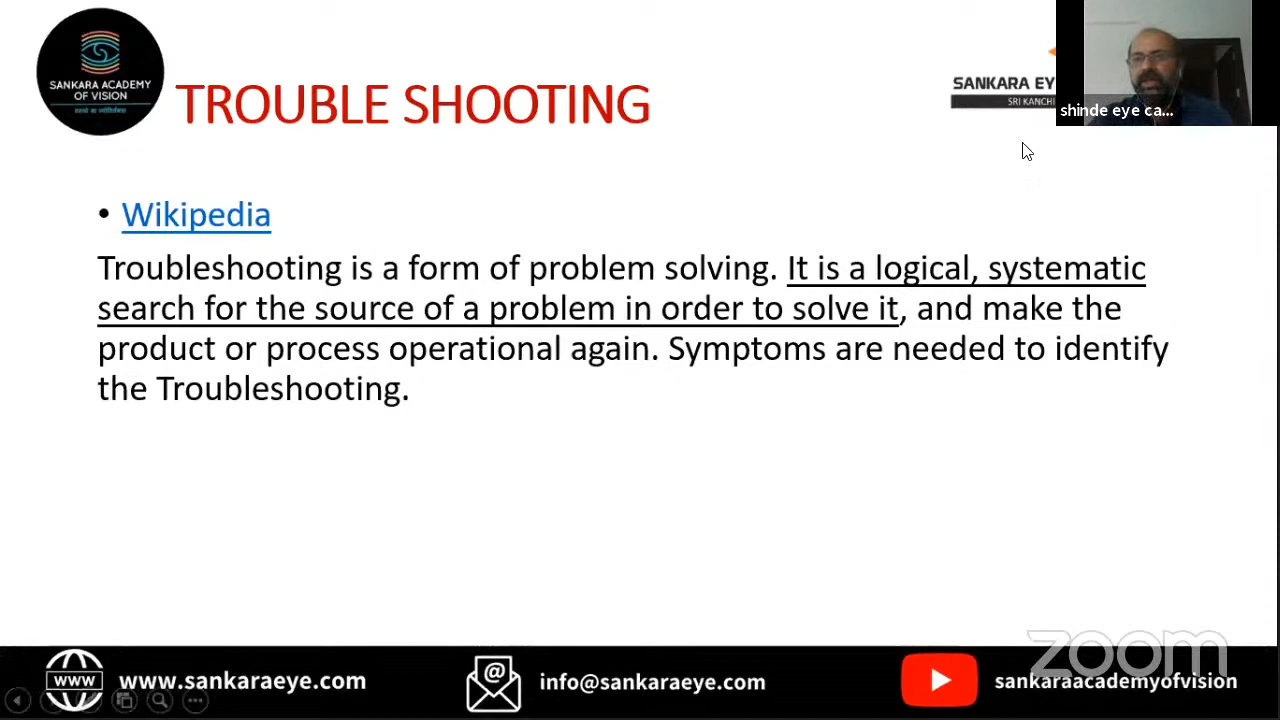 SANKARA ACADEMY
OF VISION
TROUBLE SHOOTING
SANKARA EY
SRI KANCHI
shinde eye ca...
• Wikipedia
Troubleshooting is a form of problem solving. It is a logical, systematic
search for the source of a problem in order to solve it, and make the
product or process operational again. Symptoms are needed to identify
the Troubleshooting.
zoom
www
www.sankaraeye.com
@
info@sankaraeye.com
sankaraacademyofvision